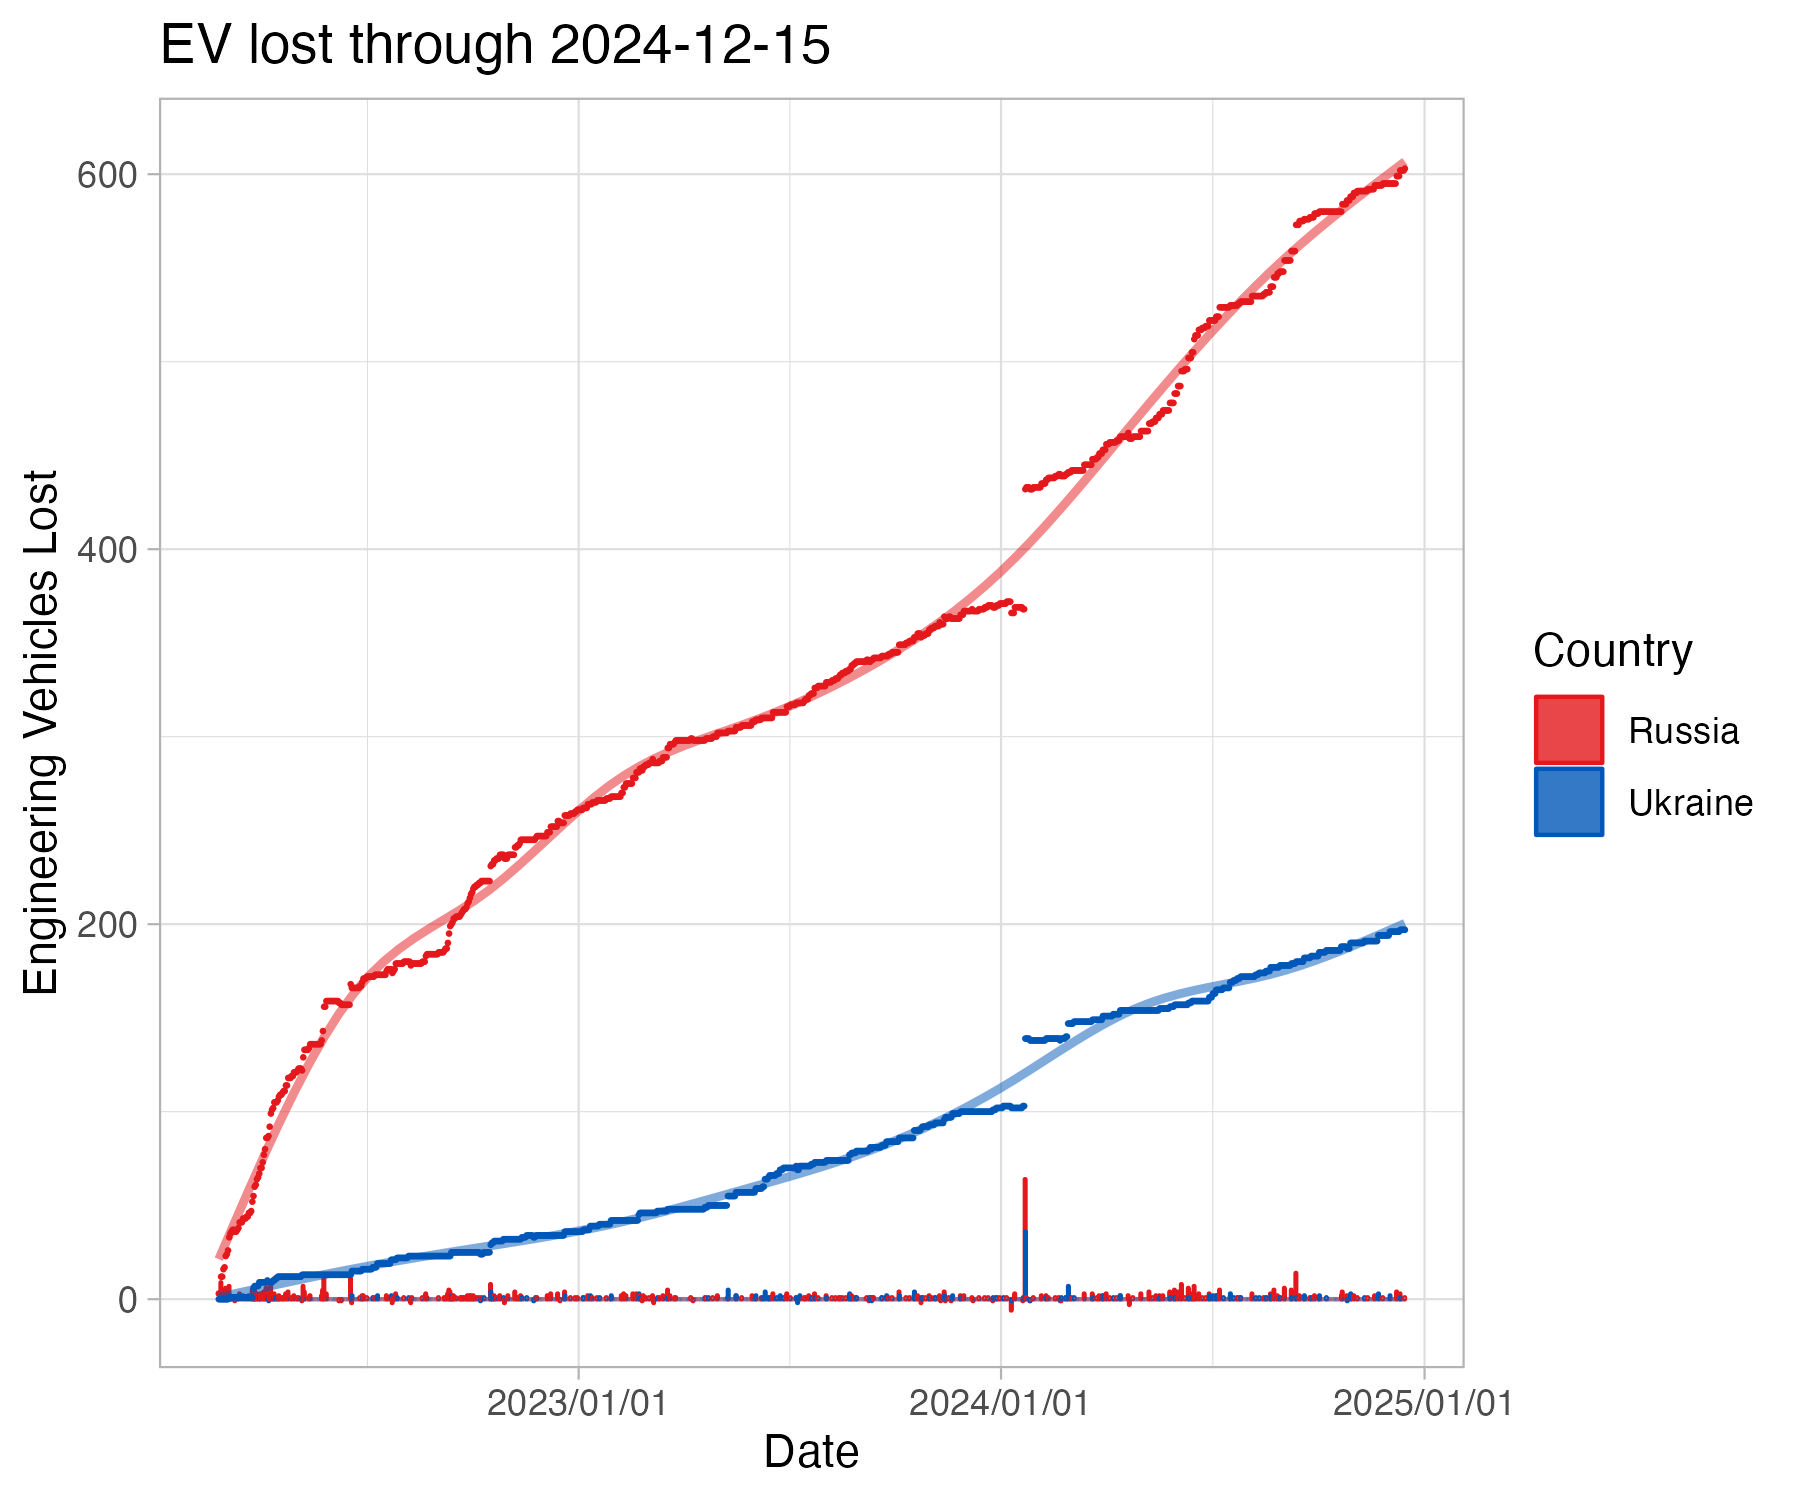 EV lost through 2024-12-15
Engineering Vehicles Lost
600
400
200
0
2023/01/01
2024/01/01
2025/01/01
Date
Country
Russia
Ukraine